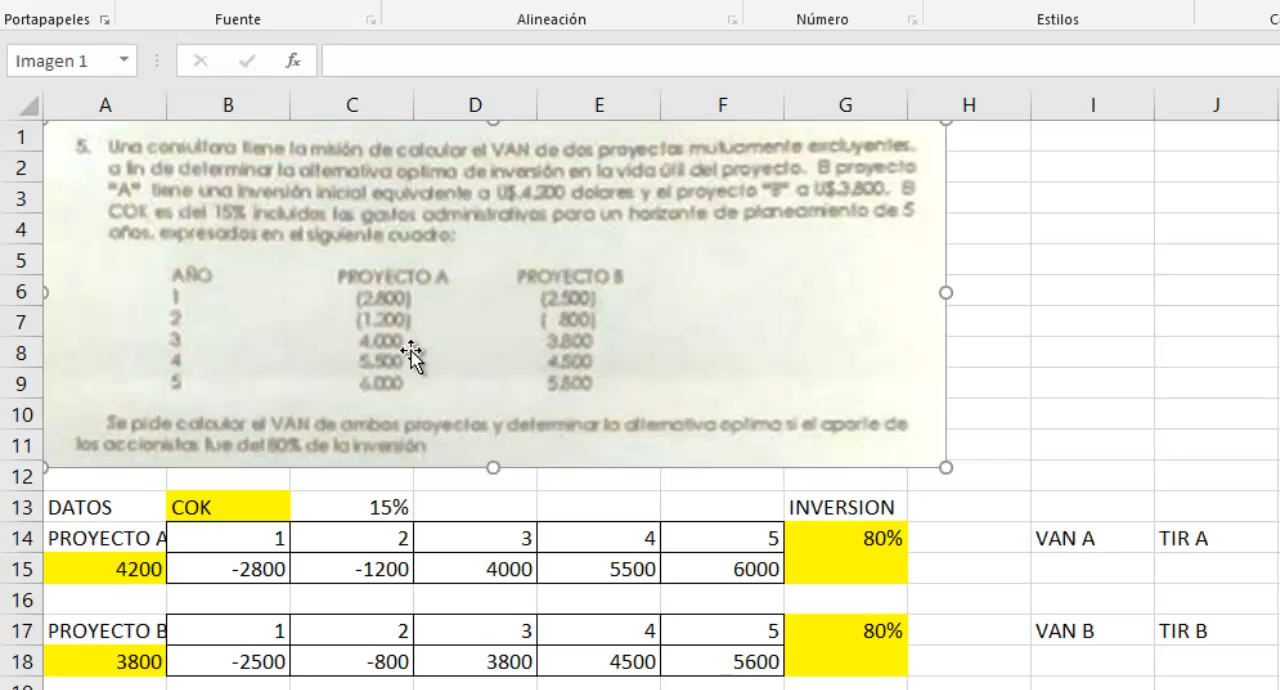 Portapapeles Fuente Alineación Número Estilos
Imagen 1 fx
A B C D E F G H I J
1
2
3
4
5
6
7
8
9
10
11
12
5. Una consultora tiene la misión de calcular el VAN de dos proyectos mutuamente excluyentes,
a fin de determinar la alternativa optima de inversión en la vida útil del proyecto. El proyecto
"A" tiene una inversión inicial equivalente a U$.4.200 dolares y el proyecto "B" a U$.3.800. El
COK es del 15% incluidos los gastos administrativos para un horizonte de planeamiento de 5
años, expresados en el siguiente cuadro:
AÑO PROYECTO A PROYECTO B
1 (2.800) (2.500)
2 (1.200) ( 800)
3 4.000 3.800
4 5.500 4.500
5 6.000
Se pide calcular el VAN de ambos proyectos y determinar la alternativa optima si el aporte de
los accionistas fue del 80% de la inversión
13 DATOS COK 15% INVERSION
14 PROYECTO A 1 2 3 4 5 80% VAN A TIR A
15 4200 -2800 -1200 4000 5500 6000
16
17 PROYECTO B 1 2 3 4 5 80% VAN B TIR B
18 3800 -2500 -800 3800 4500 5600